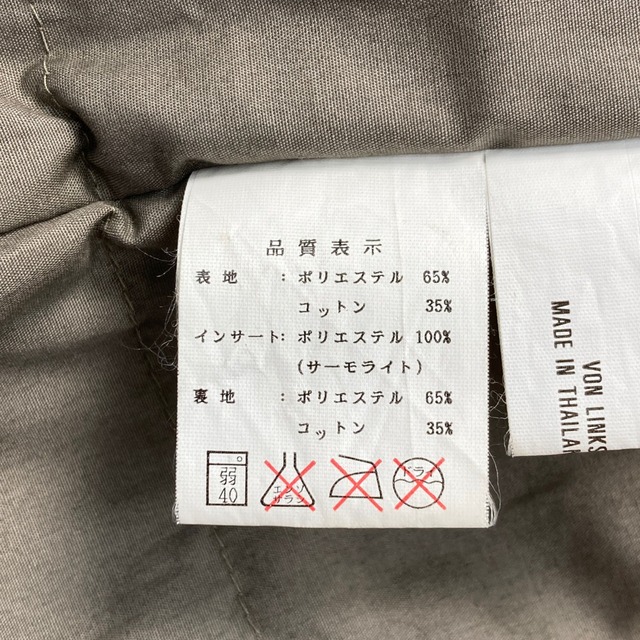 品質表示
表地 : ポリエステル 65%
コットン 35%
インサート: ポリエステル 100%
(サーモライト)
裏地 : ポリエステル 65%
コットン 35%
弱
40
エンソ
サラシ
ドライ
VON LINKS
MADE IN THAILAN